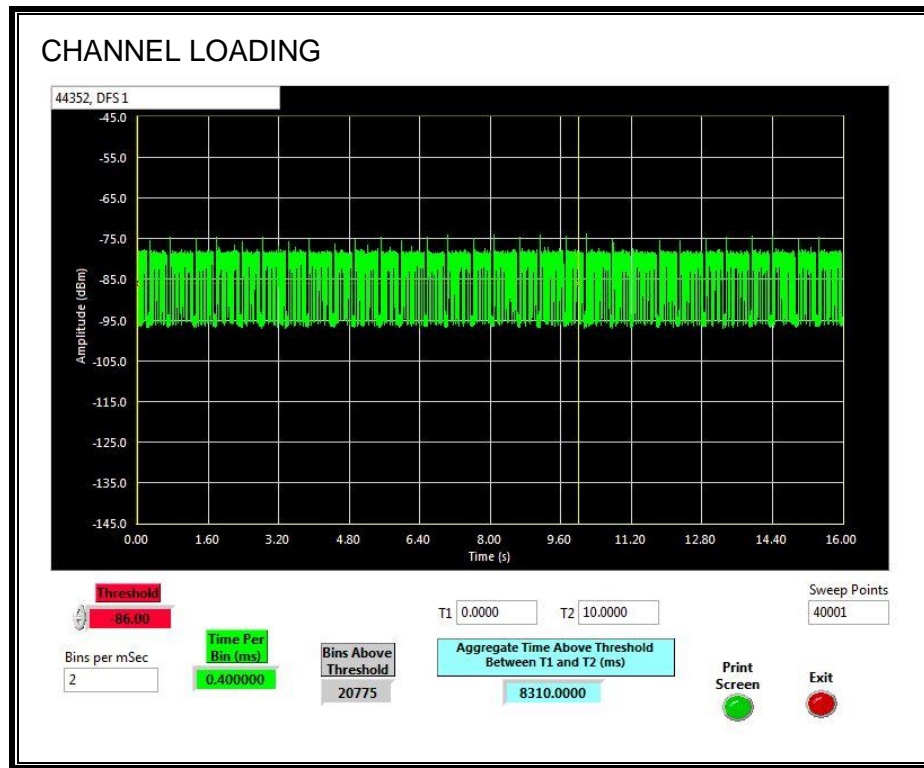 CHANNEL LOADING
44352, DFS 1
-45.0
-55.0
-65.0
-75.0
-85.0
-95.0
-105.0
-115.0
-125.0
-135.0
-145.0
Amplitude (dBm)
0.00 1.60 3.20 4.80 6.40 8.00 9.60 11.20 12.80 14.40 16.00
Time (s)
Threshold
-86.00
Bins per mSec
2
Time Per
Bin (ms)
0.400000
Bins Above
Threshold
20775
T1 0.0000 T2 10.0000
Aggregate Time Above Threshold
Between T1 and T2 (ms)
8310.0000
Sweep Points
40001
Print
Screen
Exit